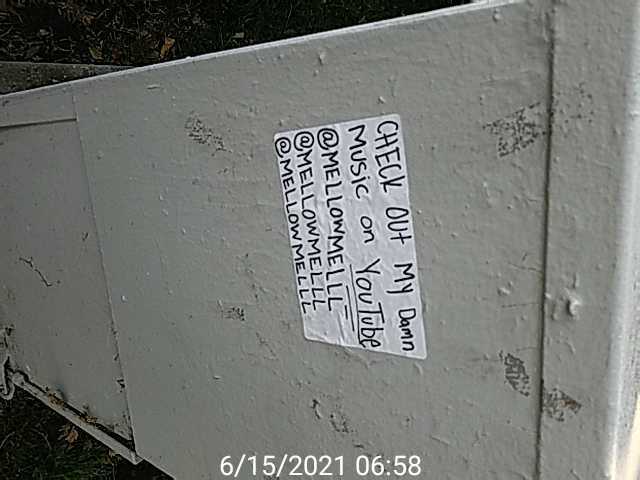 CHECK OUt MY Damn
MUSiC on YouTube
@MELLOWMELLL
@MELLOWMELLL
@MELLOWMELLL
6/15/2021 06:58